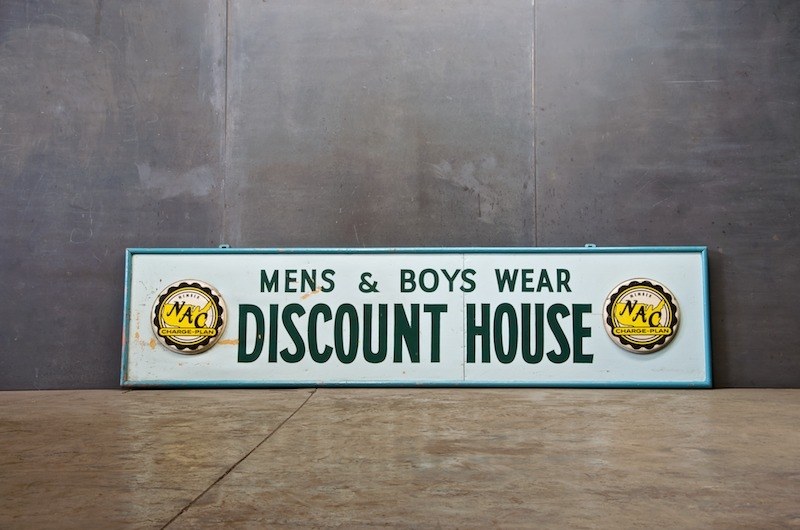 MENS & BOYS WEAR
DISCOUNT HOUSE
NAC
CHARGE-PLAN
NAC
CHARGE-PLAN